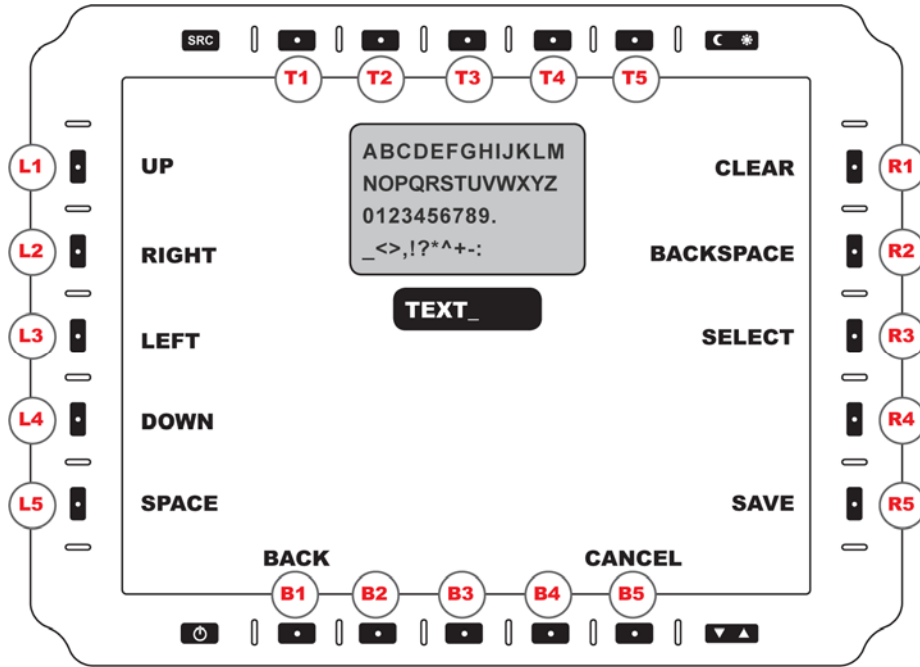 SRC
T1 T2 T3 T4 T5
ABCDEFGHIJKLM
NOPQRSTUVWXYZ
0123456789.
_<>,!?*^+-:
TEXT_
L1 UP CLEAR R1
L2 RIGHT BACKSPACE R2
L3 LEFT SELECT R3
L4 DOWN R4
L5 SPACE SAVE R5
BACK CANCEL
B1 B2 B3 B4 B5